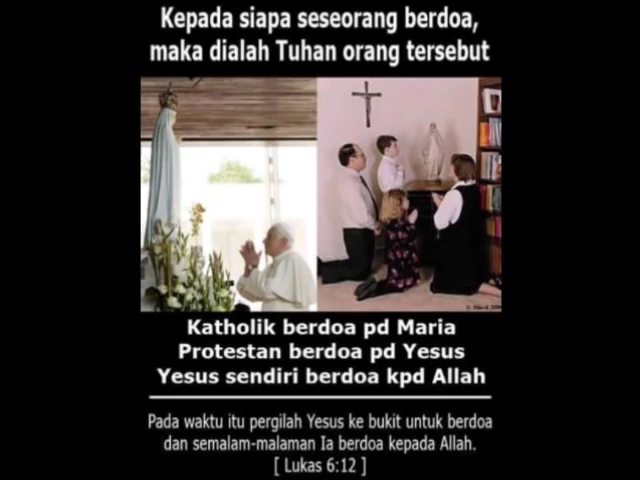 Kepada siapa seseorang berdoa,
maka dialah Tuhan orang tersebut
Katholik berdoa pd Maria
Protestan berdoa pd Yesus
Yesus sendiri berdoa kpd Allah
Pada waktu itu pergilah Yesus ke bukit untuk berdoa
dan semalam-malaman Ia berdoa kepada Allah.
[ Lukas 6:12 ]